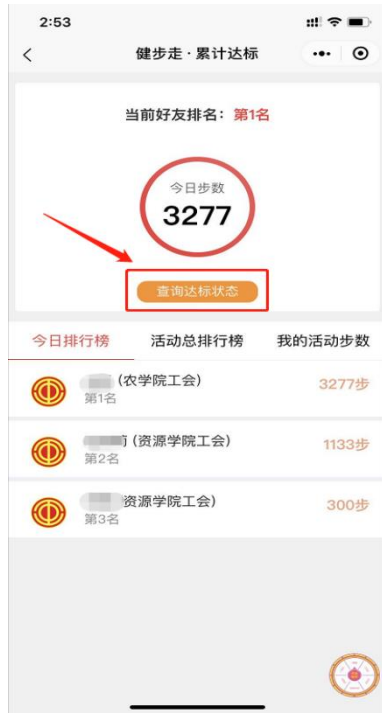 2:53
健步走·累计达标
当前好友排名：第1名
今日步数
3277
查询达标状态
今日排行榜
活动总排行榜
我的活动步数
(农学院工会)
3277步
第1名
(资源学院工会)
1133步
第2名
资源学院工会)
300步
第3名